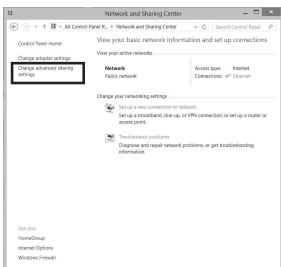 Network and Sharing Center
« All Control Panel It... › Network and Sharing Center
Search Control Panel
Control Panel Home
Change adapter settings
Change advanced sharing
settings
View your basic network information and set up connections
View your active networks
Network
Public network
Access type: Internet
Connections: Ethernet
Change your networking settings
Set up a new connection or network
Set up a broadband, dial-up, or VPN connection; or set up a router or
access point.
Troubleshoot problems
Diagnose and repair network problems, or get troubleshooting
information.
See also
HomeGroup
Internet Options
Windows Firewall